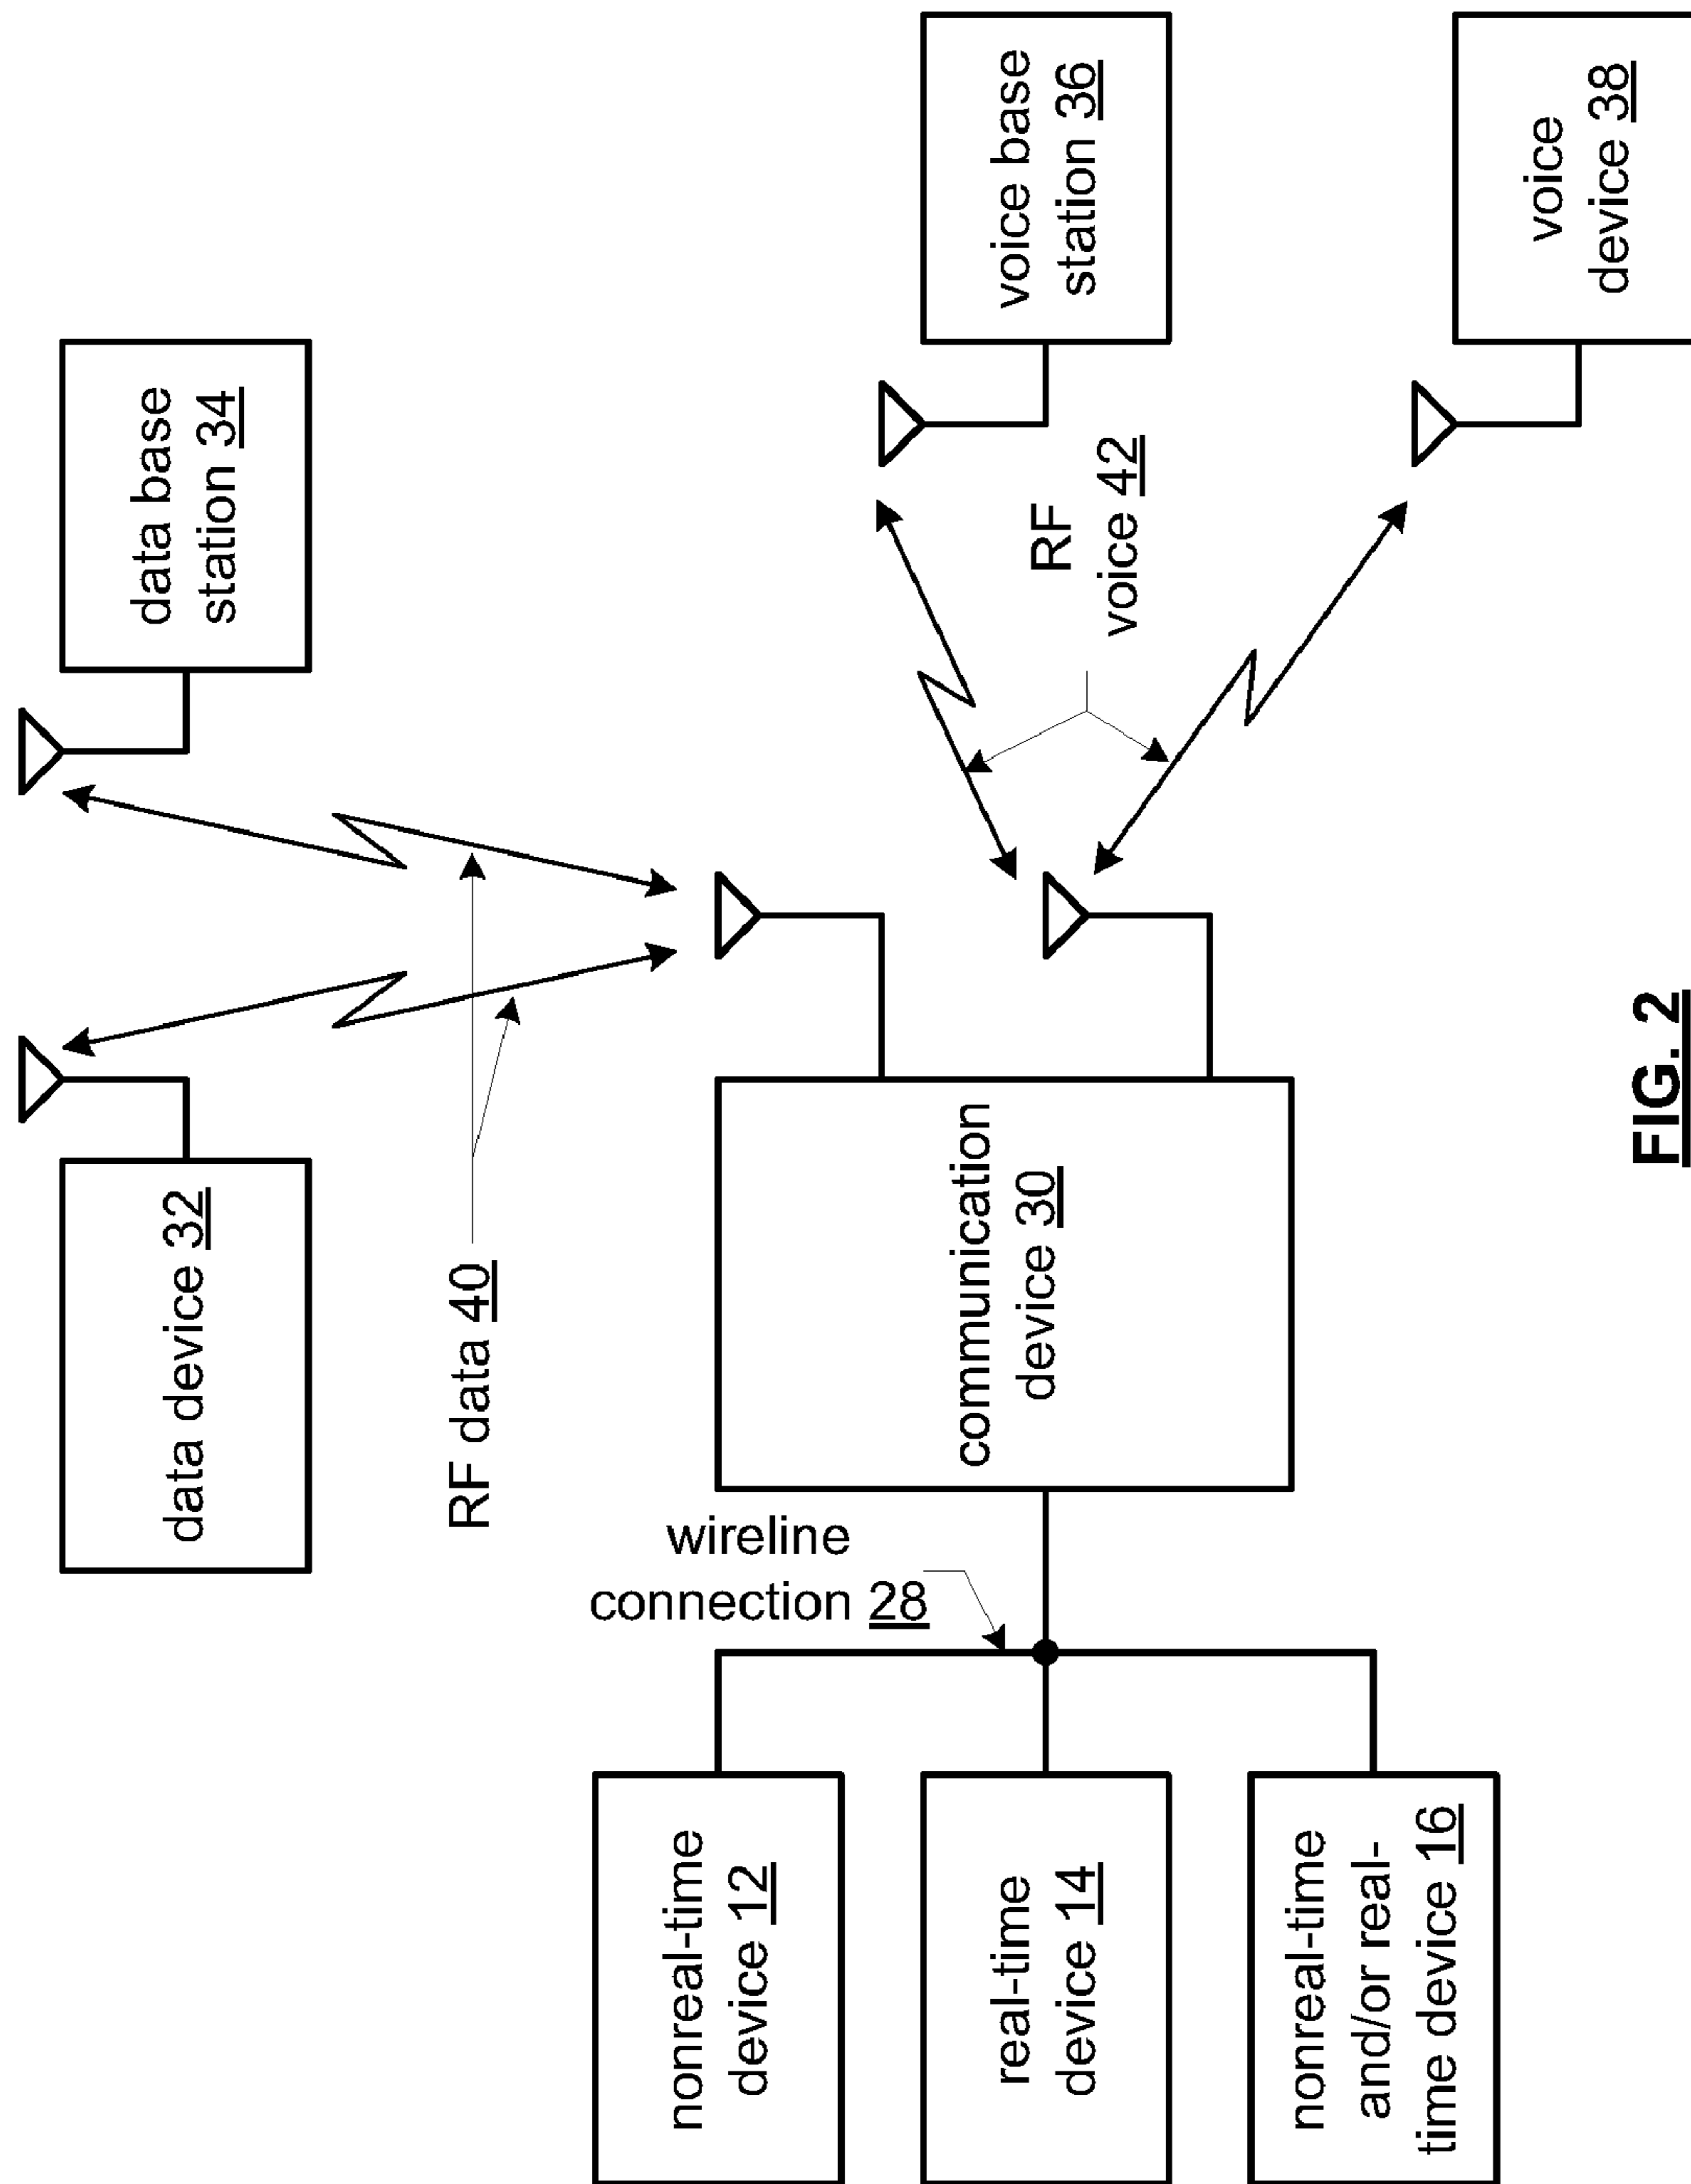 data device 32
data base
station 34
RF data 40
wireline
connection 28
nonreal-time
device 12
real-time
device 14
nonreal-time
and/or real-
time device 16
communication
device 30
RF
voice 42
voice base
station 36
voice
device 38
FIG. 2